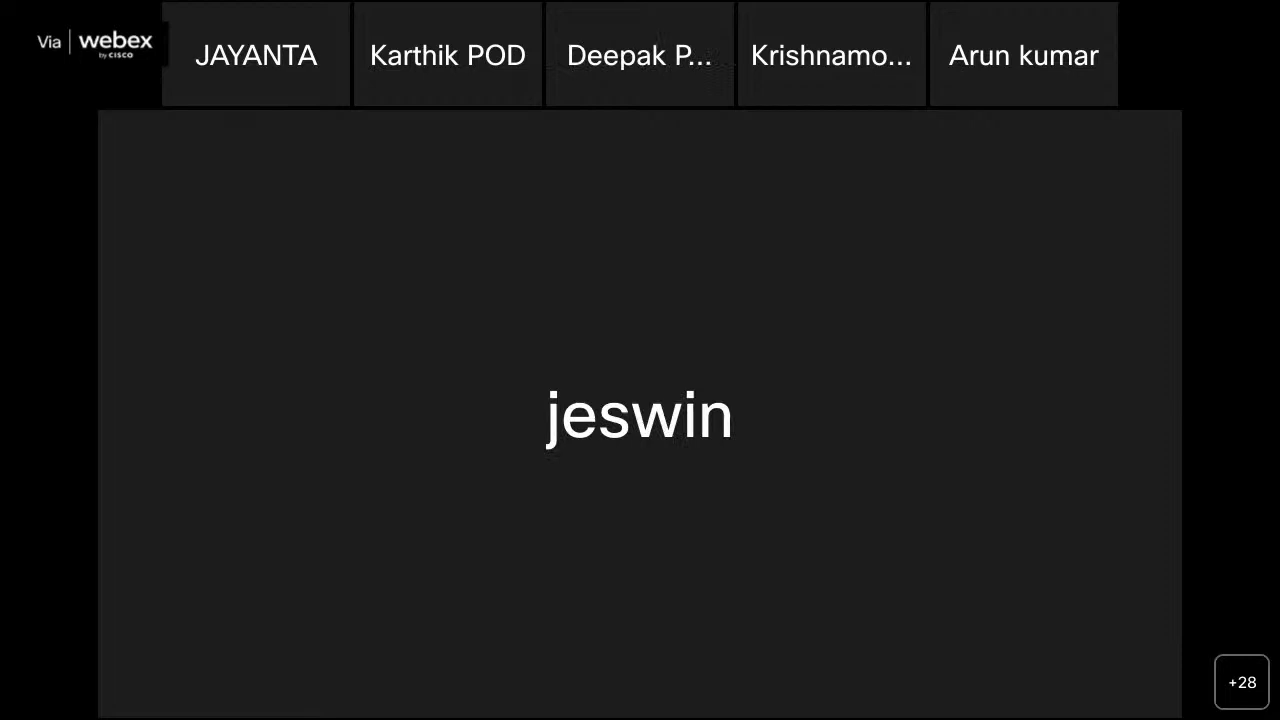 Via | webex
by CISCO
JAYANTA
Karthik POD
Deepak P...
Krishnamo...
Arun kumar
jeswin
+28